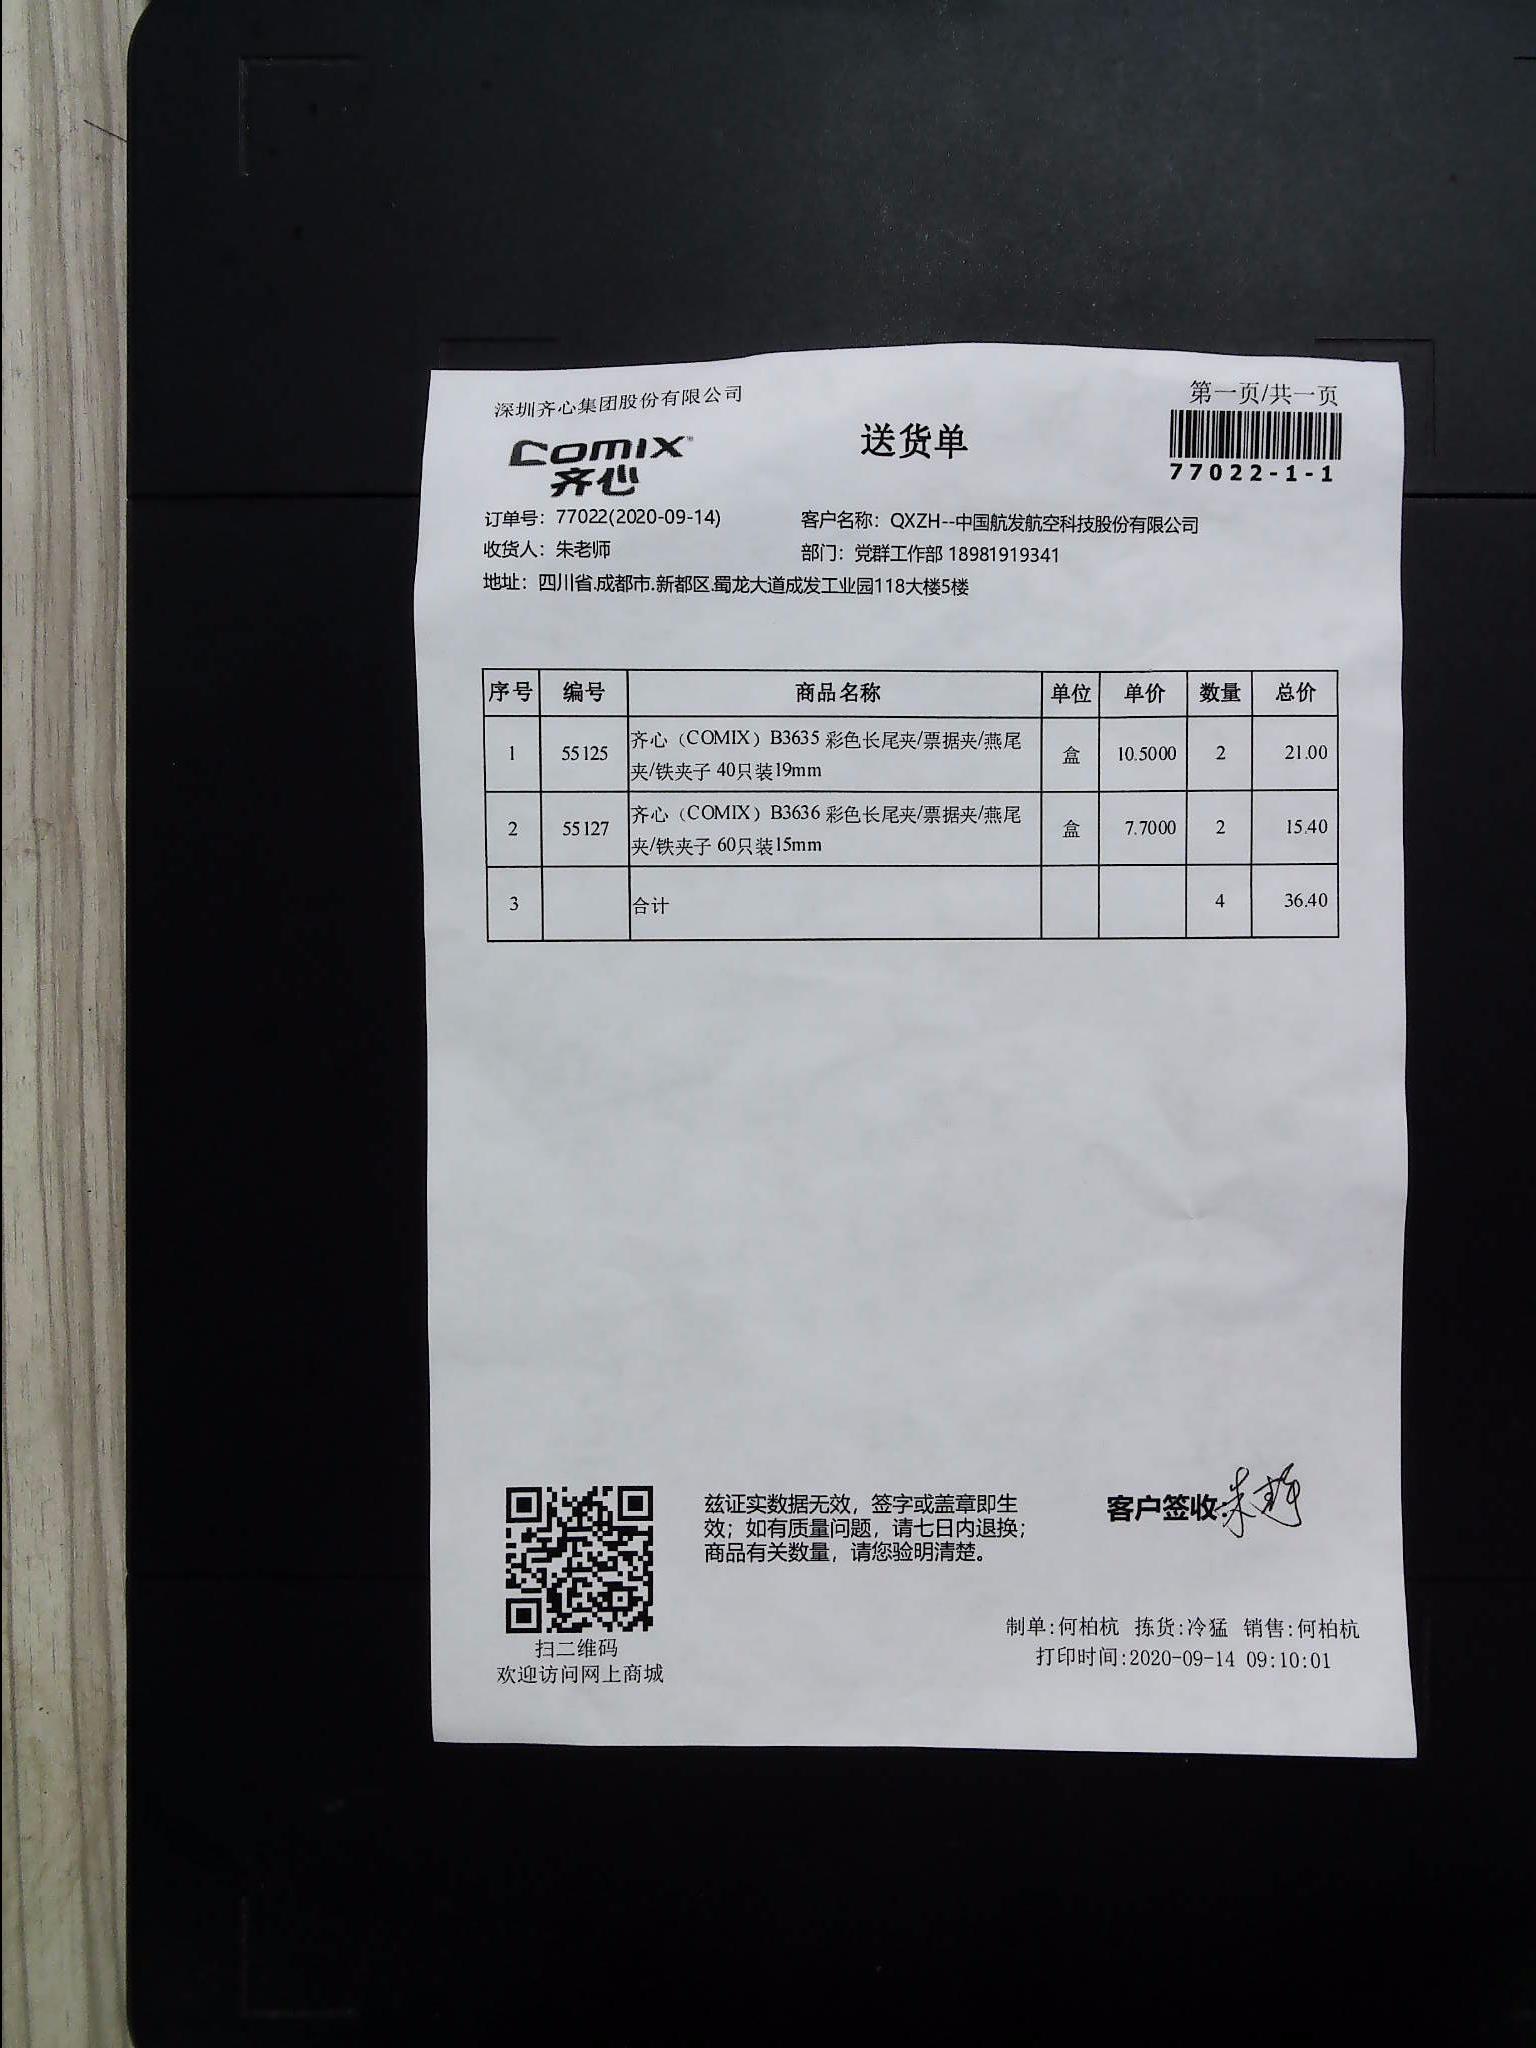 深圳齐心集团股份有限公司
第一页/共一页
COMIX
齐心
送货单
77022-1-1
订单号：77022(2020-09-14)
客户名称：QXZH--中国航发航空科技股份有限公司
收货人：朱老师
部门：党群工作部 18981919341
地址：四川省.成都市.新都区.蜀龙大道成发工业园118大楼5楼
序号 编号 商品名称 单位 单价 数量 总价
1 55125 齐心（COMIX）B3635 彩色长尾夹/票据夹/燕尾
夹/铁夹子 40只装19mm 盒 10.5000 2 21.00
2 55127 齐心（COMIX）B3636 彩色长尾夹/票据夹/燕尾
夹/铁夹子 60只装15mm 盒 7.7000 2 15.40
3 合计 4 36.40
兹证实数据无效，签字或盖章即生
效；如有质量问题，请七日内退换；
商品有关数量，请您验明清楚。
客户签收:
扫二维码
欢迎访问网上商城
制单:何柏杭 拣货:冷猛 销售:何柏杭
打印时间:2020-09-14 09:10:01